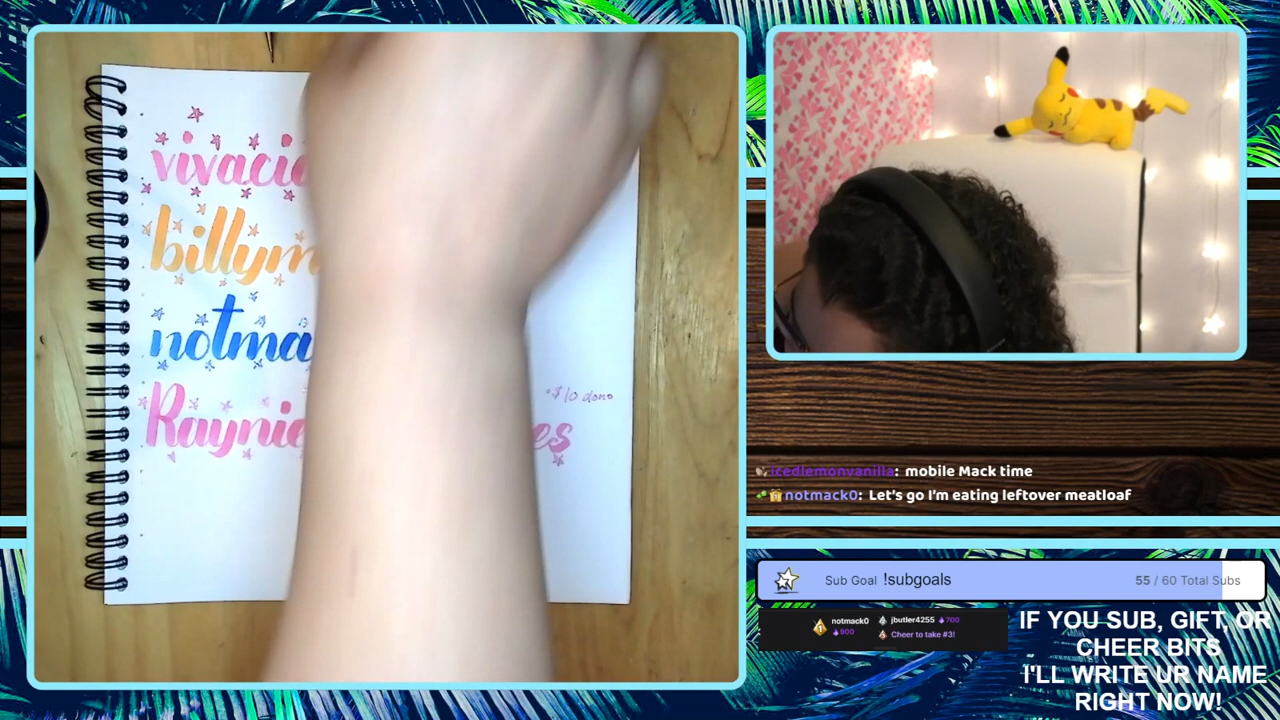 vivacio
billym
notma
Raynie es
*$10 dono
icedlemonvanilla: mobile Mack time
notmack0: Let's go I'm eating leftover meatloaf
Sub Goal !subgoals 55 / 60 Total Subs
1 notmack0 900
jbutler4255 700
Cheer to take #3!
IF YOU SUB, GIFT, OR
CHEER BITS
I'LL WRITE UR NAME
RIGHT NOW!